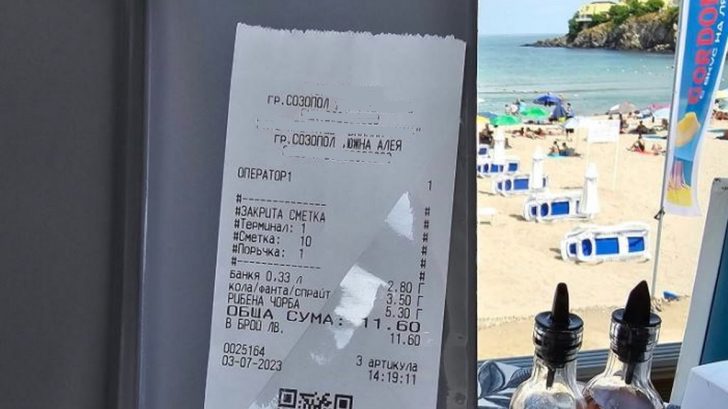 гр.СОЗОПОЛ
гр.СОЗОПОЛ ЮЖНА АЛЕЯ
ОПЕРАТОР1 1
#--------------- #
#ЗАКРИТА СМЕТКА #
#Терминал: 1 #
#Сметка: 10 #
#Поръчка: 1 #
#--------------- #
Банкя 0,33 л 2.80 Г
кола/фанта/спрайт 3.50 Г
РИБЕНА ЧОРБА 5.30 Г
ОБЩА СУМА: 11.60
В БРОЙ ЛВ. 11.60
0025164 3 артикула
03-07-2023 14:19:11